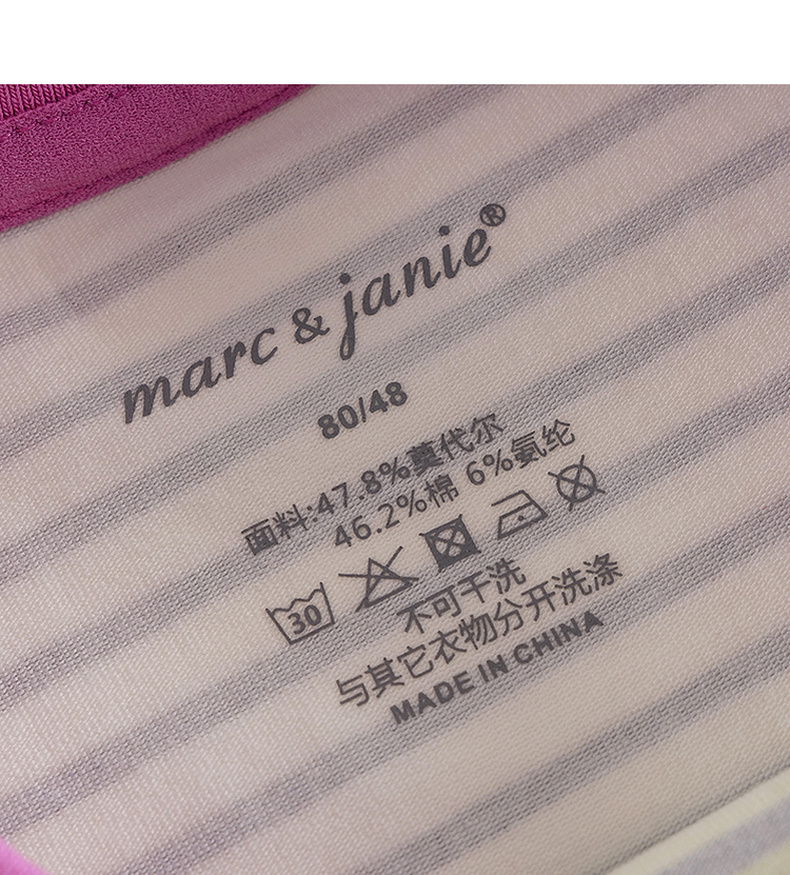 marc & janie®
80/48
面料:47.8%莫代尔
46.2%棉 6%氨纶
30
不可干洗
与其它衣物分开洗涤
MADE IN CHINA